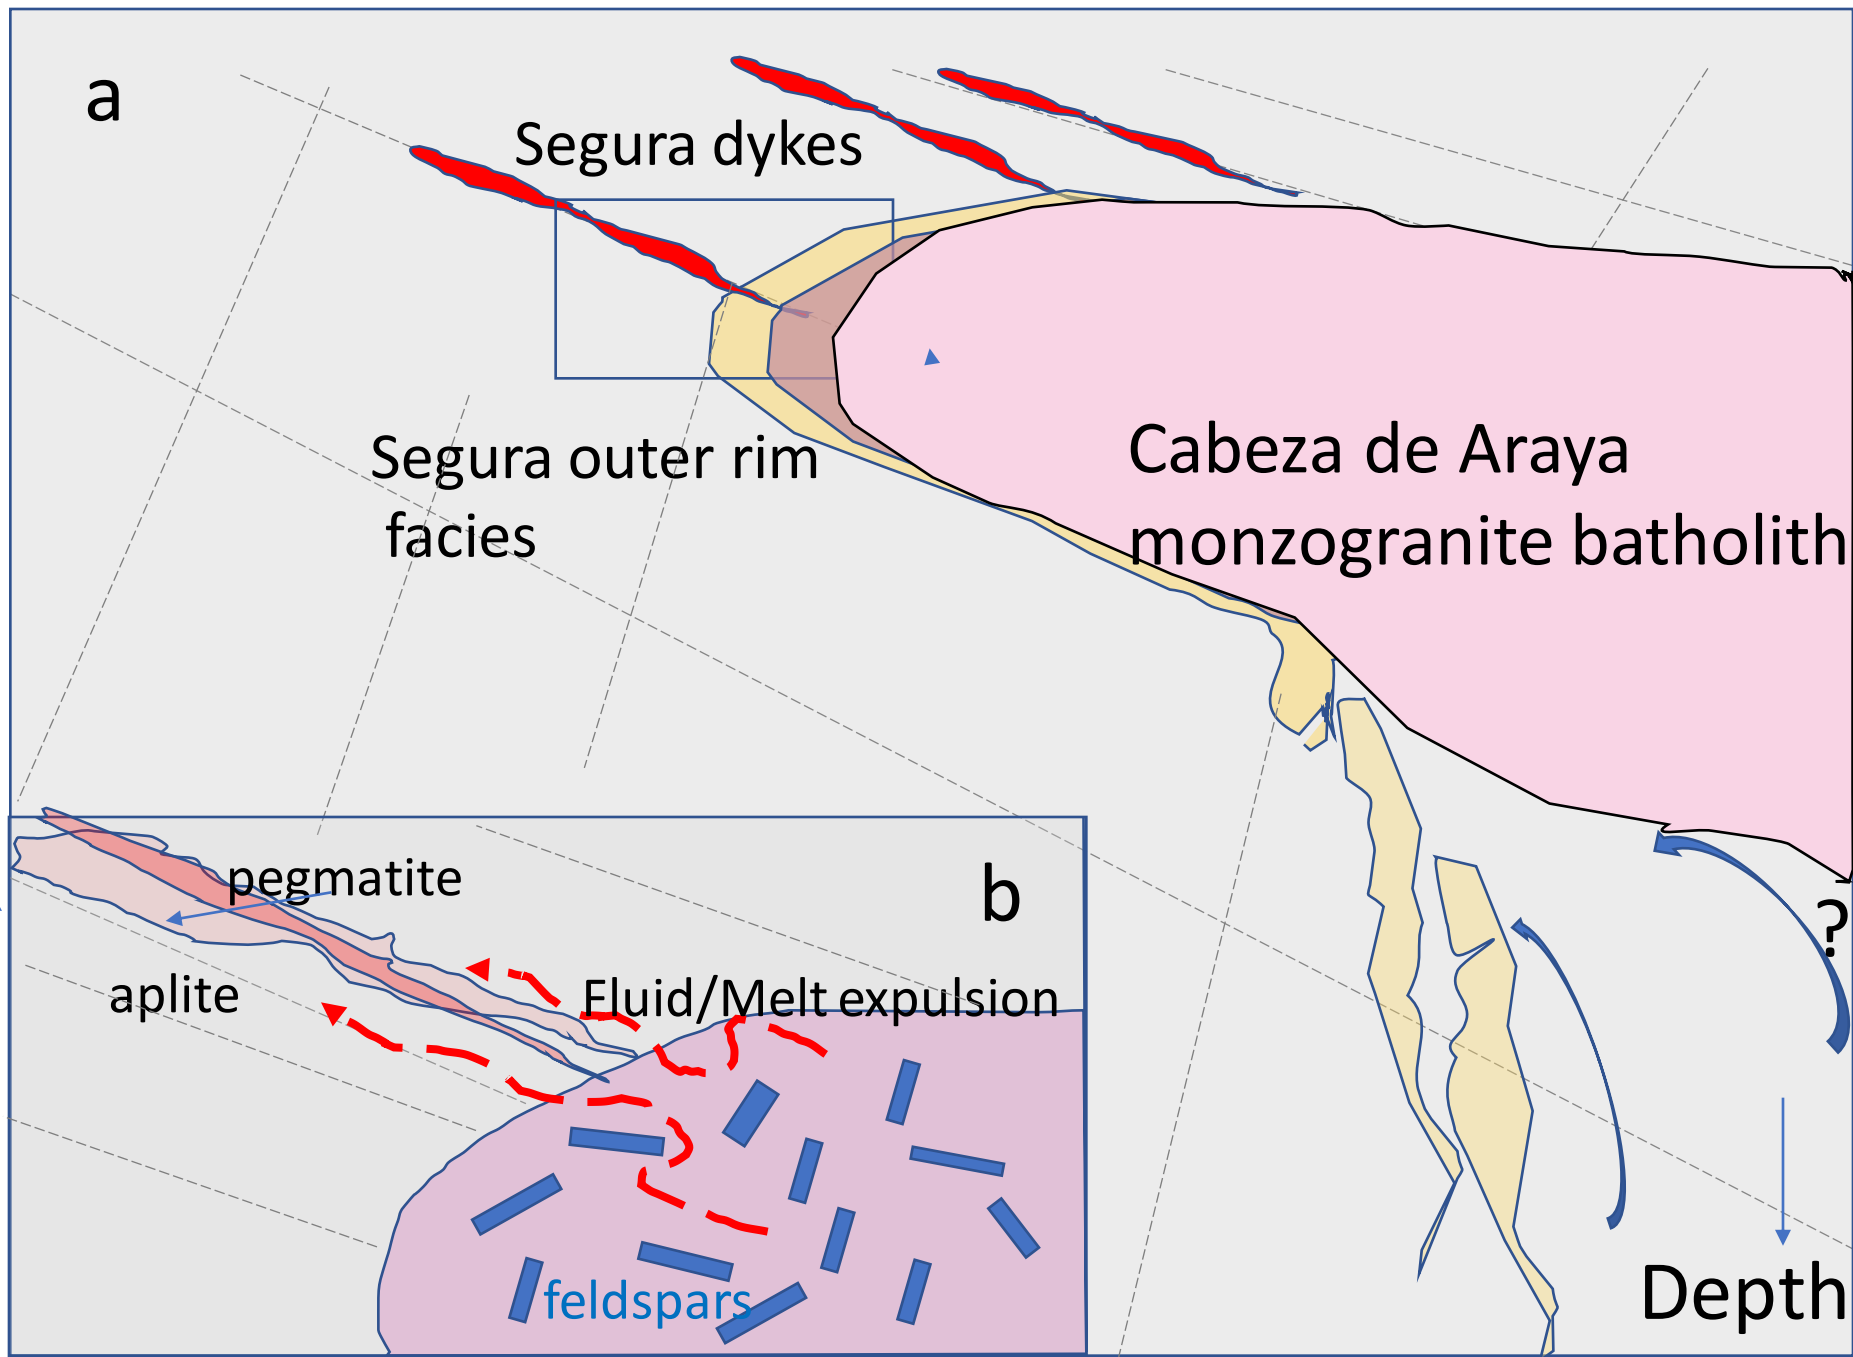 a
Segura dykes
Segura outer rim
facies
Cabeza de Araya
monzogranite batholith
?
Depth
b
pegmatite
aplite
Fluid/Melt expulsion
feldspars